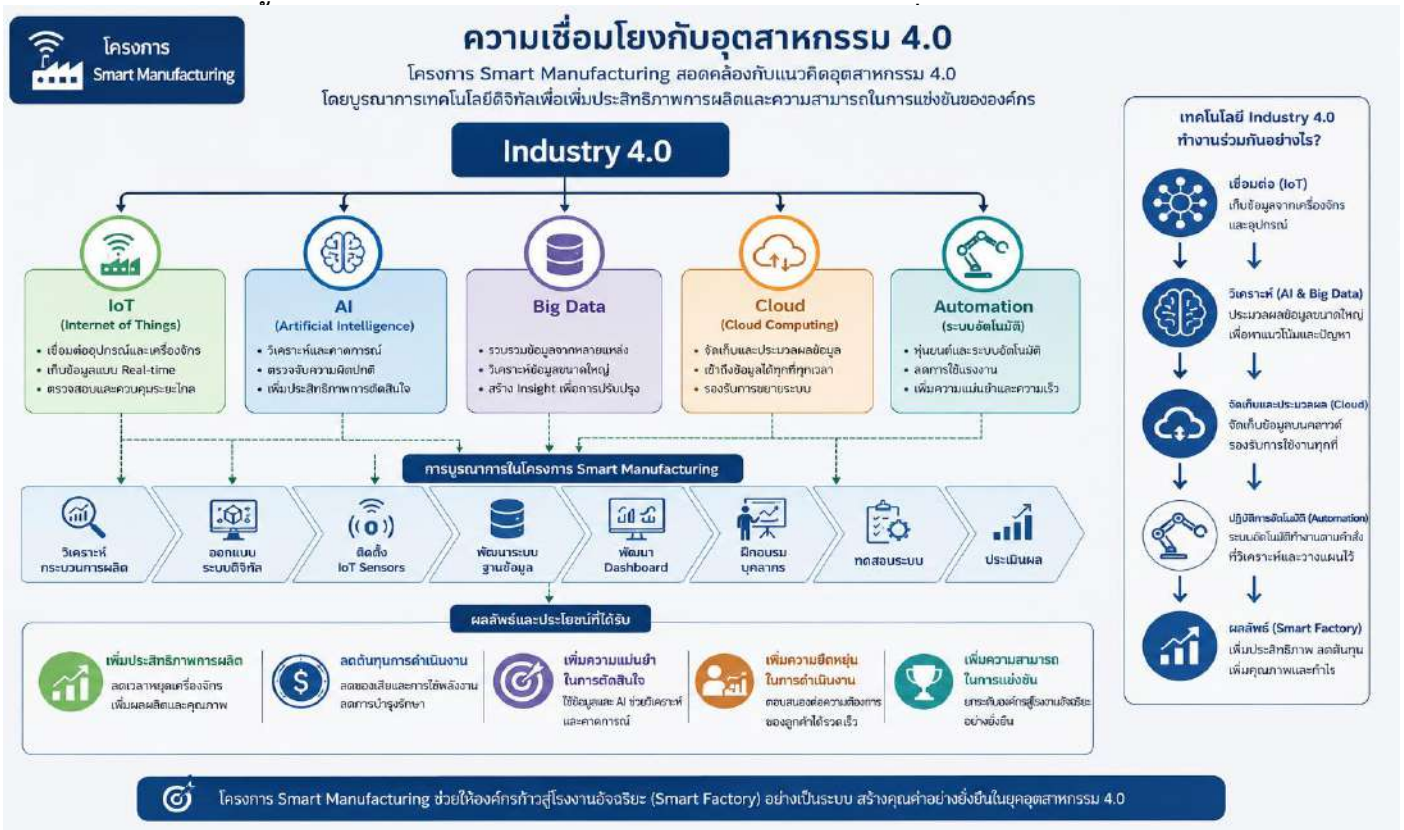 โครงการ
Smart Manufacturing
ความเชื่อมโยงกับอุตสาหกรรม 4.0
โครงการ Smart Manufacturing สอดคล้องกับแนวคิดอุตสาหกรรม 4.0
โดยบูรณาการเทคโนโลยีดิจิทัลเพื่อเพิ่มประสิทธิภาพการผลิตและความสามารถในการแข่งขันขององค์กร
Industry 4.0
IoT
(Internet of Things)
• เชื่อมต่ออุปกรณ์และเครื่องจักร
• เก็บข้อมูลแบบ Real-time
• ตรวจสอบและควบคุมระยะไกล
AI
(Artificial Intelligence)
• วิเคราะห์และคาดการณ์
• ตรวจจับความผิดปกติ
• เพิ่มประสิทธิภาพการตัดสินใจ
Big Data
• รวบรวมข้อมูลจากหลายแหล่ง
• วิเคราะห์ข้อมูลขนาดใหญ่
• สร้าง Insight เพื่อการปรับปรุง
Cloud
(Cloud Computing)
• จัดเก็บและประมวลผลข้อมูล
• เข้าถึงข้อมูลได้ทุกที่ทุกเวลา
• รองรับการขยายระบบ
Automation
(ระบบอัตโนมัติ)
• หุ่นยนต์และระบบอัตโนมัติ
• ลดการใช้แรงงาน
• เพิ่มความแม่นยำและความเร็ว
การบูรณาการในโครงการ Smart Manufacturing
วิเคราะห์
กระบวนการผลิต
ออกแบบ
ระบบดิจิทัล
ติดตั้ง
IoT Sensors
พัฒนาระบบ
ฐานข้อมูล
พัฒนา
Dashboard
ฝึกอบรม
บุคลากร
ทดสอบระบบ
ประเมินผล
ผลลัพธ์และประโยชน์ที่ได้รับ
เพิ่มประสิทธิภาพการผลิต
ลดเวลาหยุดเครื่องจักร
เพิ่มผลผลิตและคุณภาพ
ลดต้นทุนการดำเนินงาน
ลดของเสียและการใช้พลังงาน
ลดการบำรุงรักษา
เพิ่มความแม่นยำ
ในการตัดสินใจ
ใช้ข้อมูลและ AI ช่วยวิเคราะห์
และคาดการณ์
เพิ่มความยืดหยุ่น
ในการดำเนินงาน
ตอบสนองต่อความต้องการ
ของลูกค้าได้รวดเร็ว
เพิ่มความสามารถ
ในการแข่งขัน
ยกระดับองค์กรสู่โรงงานอัจฉริยะ
อย่างยั่งยืน
เทคโนโลยี Industry 4.0
ทำงานร่วมกันอย่างไร?
เชื่อมต่อ (IoT)
เก็บข้อมูลจากเครื่องจักร
และอุปกรณ์
วิเคราะห์ (AI & Big Data)
ประมวลผลข้อมูลขนาดใหญ่
เพื่อหาแนวโน้มและปัญหา
จัดเก็บและประมวลผล (Cloud)
จัดเก็บข้อมูลบนคลาวด์
รองรับการใช้งานทุกที่
ปฏิบัติการอัตโนมัติ (Automation)
ระบบอัตโนมัติทำงานตามคำสั่ง
ที่วิเคราะห์และวางแผนไว้
ผลลัพธ์ (Smart Factory)
เพิ่มประสิทธิภาพ ลดต้นทุน
เพิ่มคุณภาพและกำไร
โครงการ Smart Manufacturing ช่วยให้องค์กรก้าวสู่โรงงานอัจฉริยะ (Smart Factory) อย่างเป็นระบบ สร้างคุณค่าอย่างยั่งยืนในยุคอุตสาหกรรม 4.0